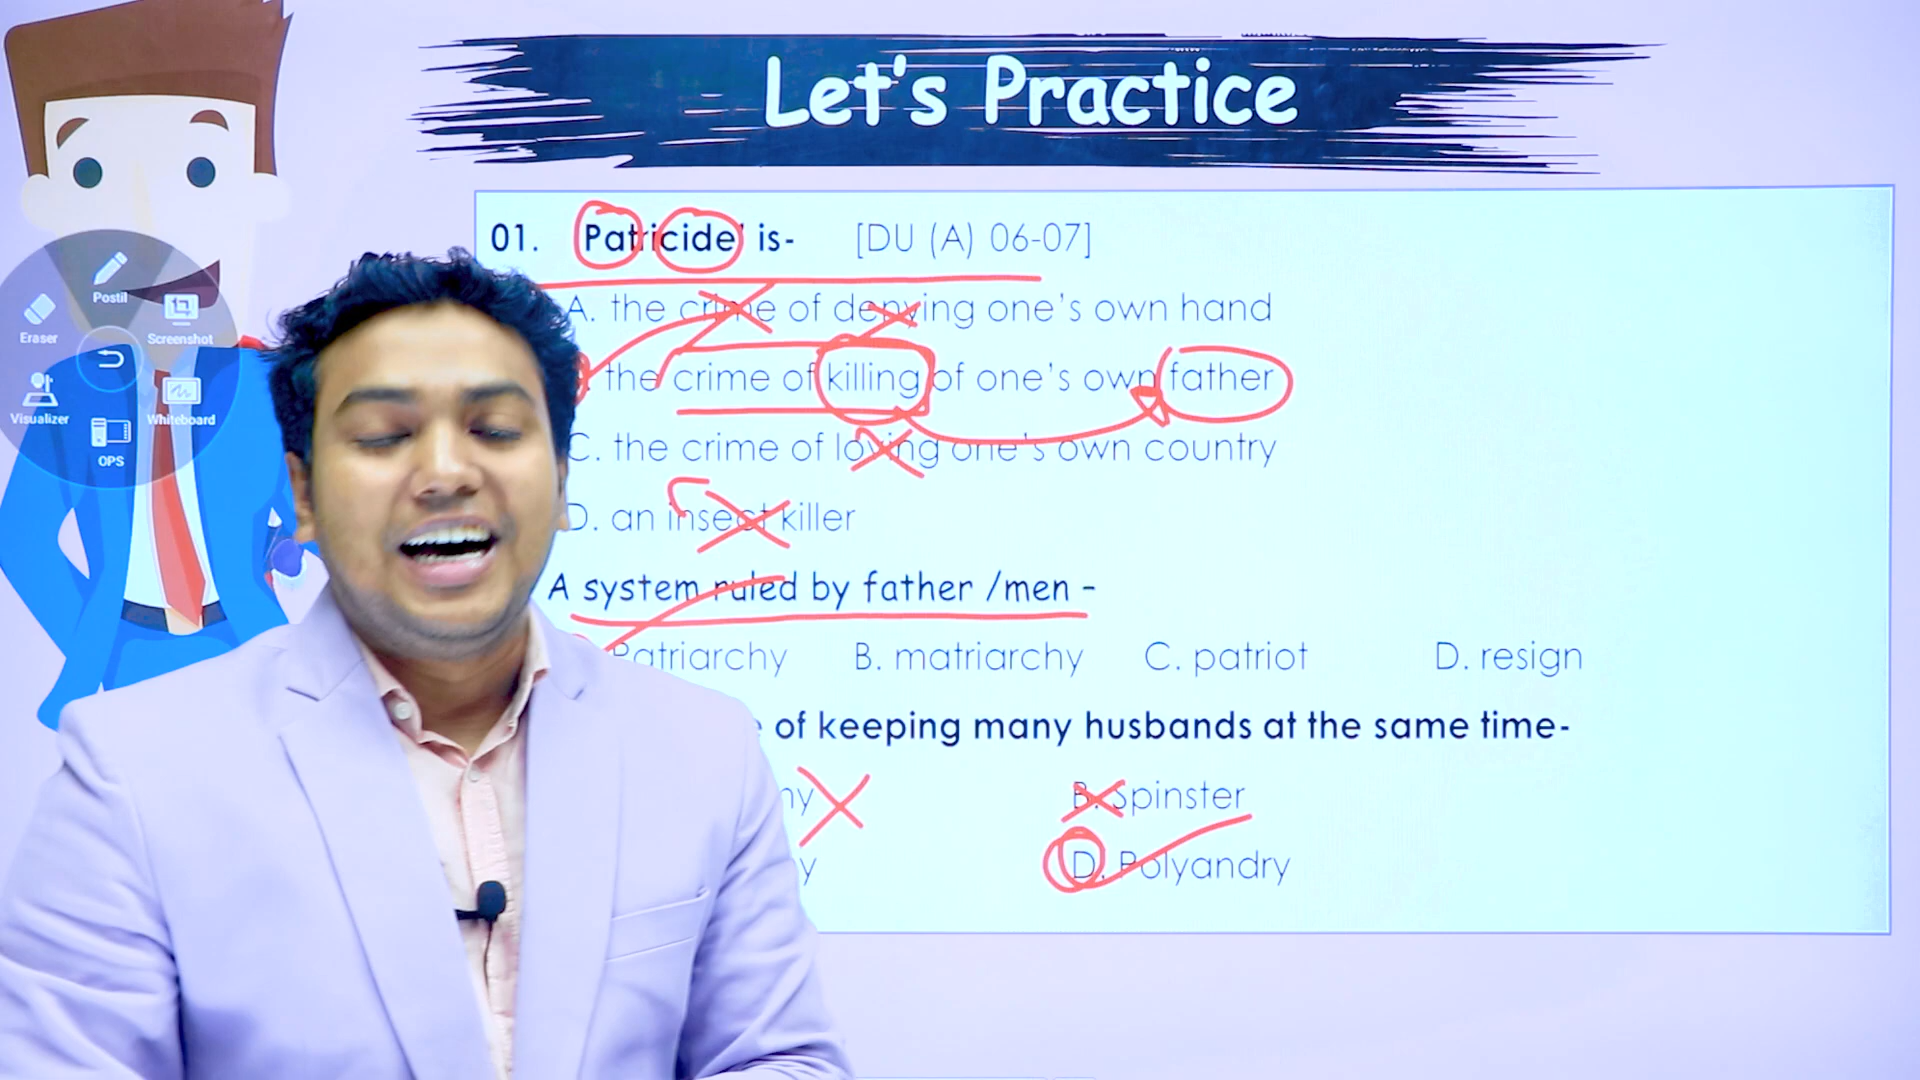 Let's Practice
01. 'Patricide' is- [DU (A) 06-07]
A. the crime of denying one's own hand
the crime of killing of one's own father
C. the crime of loving one's own country
D. an insect killer
A system ruled by father /men -
Patriarchy B. matriarchy C. patriot D. resign
of keeping many husbands at the same time-
B. Spinster
D. Polyandry
Postil
Eraser
Screenshot
Visualizer
Whiteboard
OPS